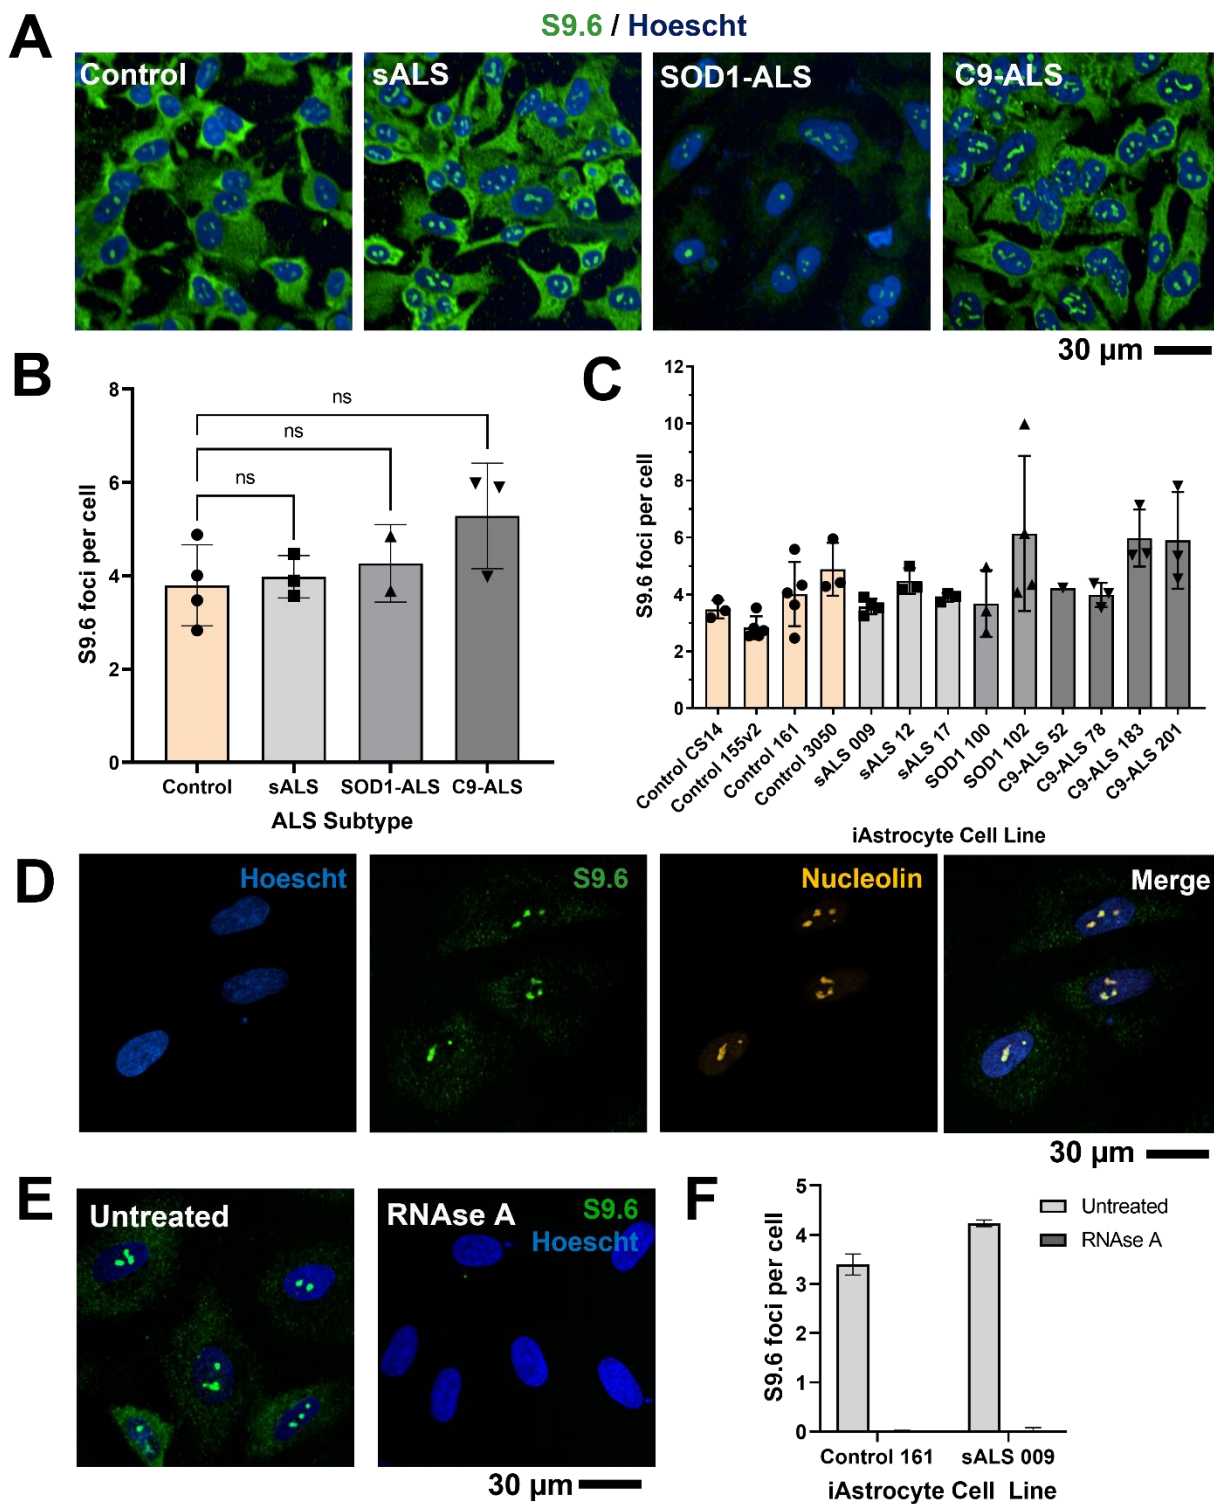 A
S9.6 / Hoescht
Control
sALS
SOD1-ALS
C9-ALS
30 µm
B
8
6
4
2
0
S9.6 foci per cell
ns
ns
ns
Control
sALS
SOD1-ALS
C9-ALS
ALS Subtype
C
12
10
8
6
4
2
0
S9.6 foci per cell
Control CS14
Control 155v2
Control 161
Control 3050
sALS 009
sALS 12
sALS 17
SOD1 100
SOD1 102
C9-ALS 52
C9-ALS 78
C9-ALS 183
C9-ALS 201
iAstrocyte Cell Line
D
Hoescht
S9.6
Nucleolin
Merge
30 µm
E
Untreated
RNAse A
S9.6
Hoescht
30 µm
F
5
4
3
2
1
0
S9.6 foci per cell
Untreated
RNAse A
Control 161
sALS 009
iAstrocyte Cell Line